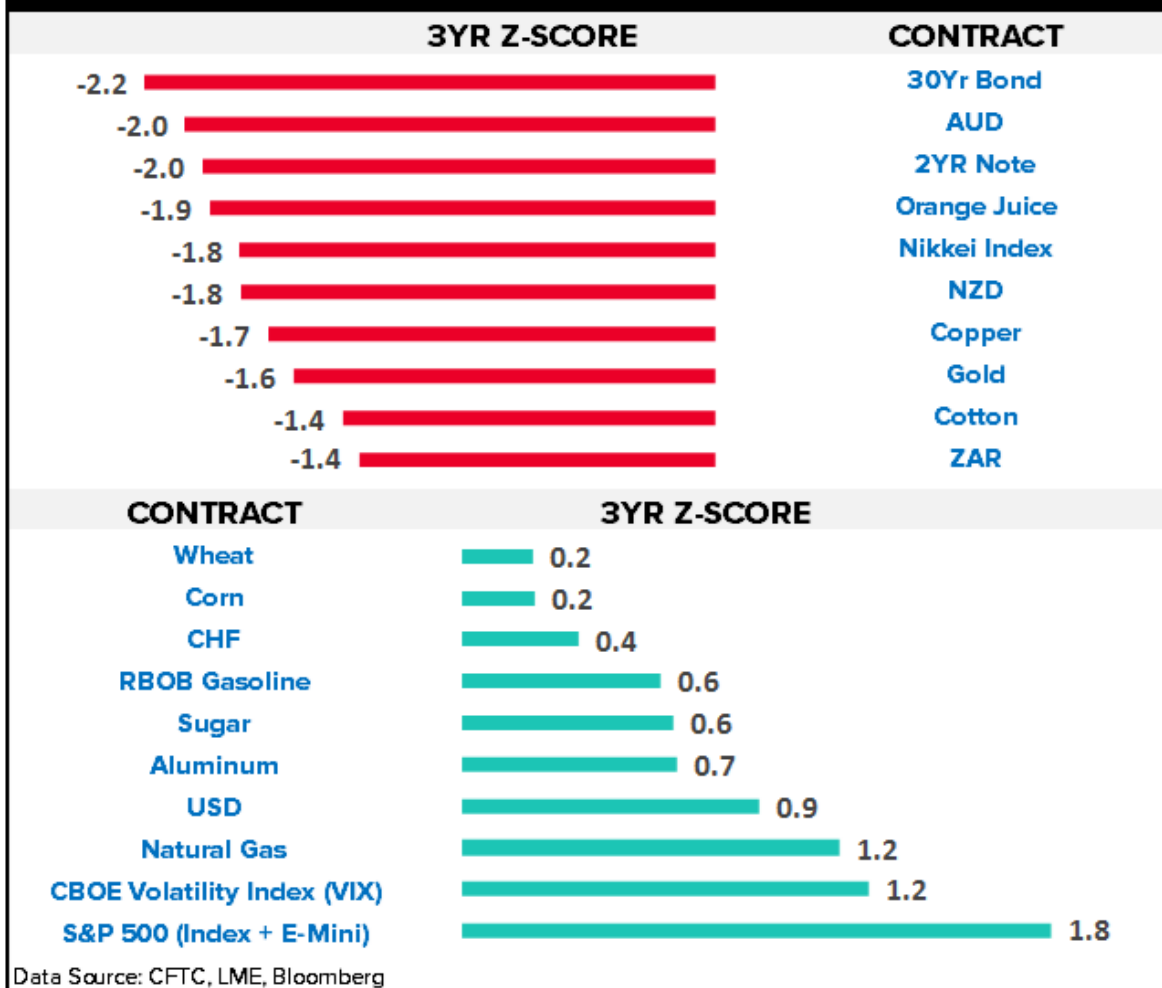 3YR Z-SCORE CONTRACT
-2.2 30Yr Bond
-2.0 AUD
-2.0 2YR Note
-1.9 Orange Juice
-1.8 Nikkei Index
-1.8 NZD
-1.7 Copper
-1.6 Gold
-1.4 Cotton
-1.4 ZAR
CONTRACT 3YR Z-SCORE
Wheat 0.2
Corn 0.2
CHF 0.4
RBOB Gasoline 0.6
Sugar 0.6
Aluminum 0.7
USD 0.9
Natural Gas 1.2
CBOE Volatility Index (VIX) 1.2
S&P 500 (Index + E-Mini) 1.8
Data Source: CFTC, LME, Bloomberg